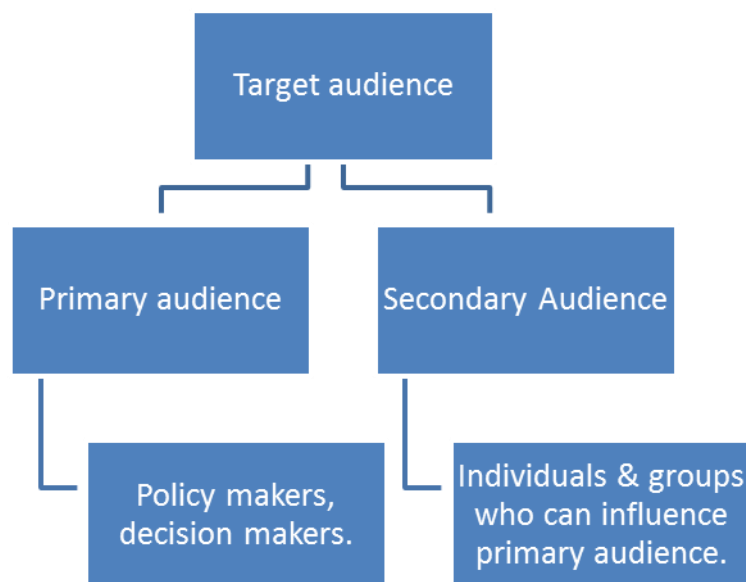 Target audience
Primary audience
Secondary Audience
Policy makers,
decision makers.
Individuals & groups
who can influence
primary audience.